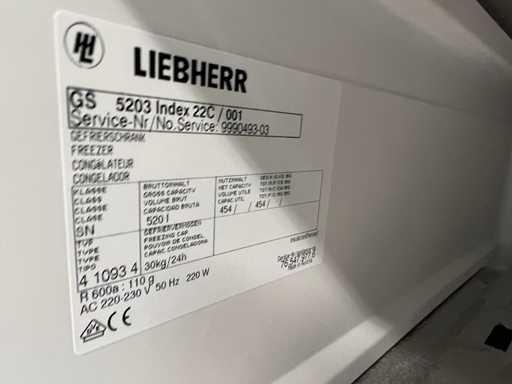 LIEBHERR
GS 5203 Index 22C / 001
Service-Nr/No.Service: 9990493-03
GEFRIERSCHRANK
FREEZER
CONGÉLATEUR
CONGELADOR
KLASSE
CLASS
CLASSE
CLASE
SN
BRUTTOINHALT
GROSS CAPACITY
VOLUME BRUT
CAPACIDAD BRUTA
520 l
NUTZINHALT
NET CAPACITY
VOLUME UTILE
CAPAC. UTIL
454 / 454 /
TYP
TYPE
TYPE
TIPO
4 1093 4
GEFRIERVERMÖGEN
FREEZING CAP.
POUVOIR DE CONGEL.
CAPAC. CONGELADORA
30kg/24h
R 600a : 110 g
AC 220-230 V 50 Hz 220 W
CE